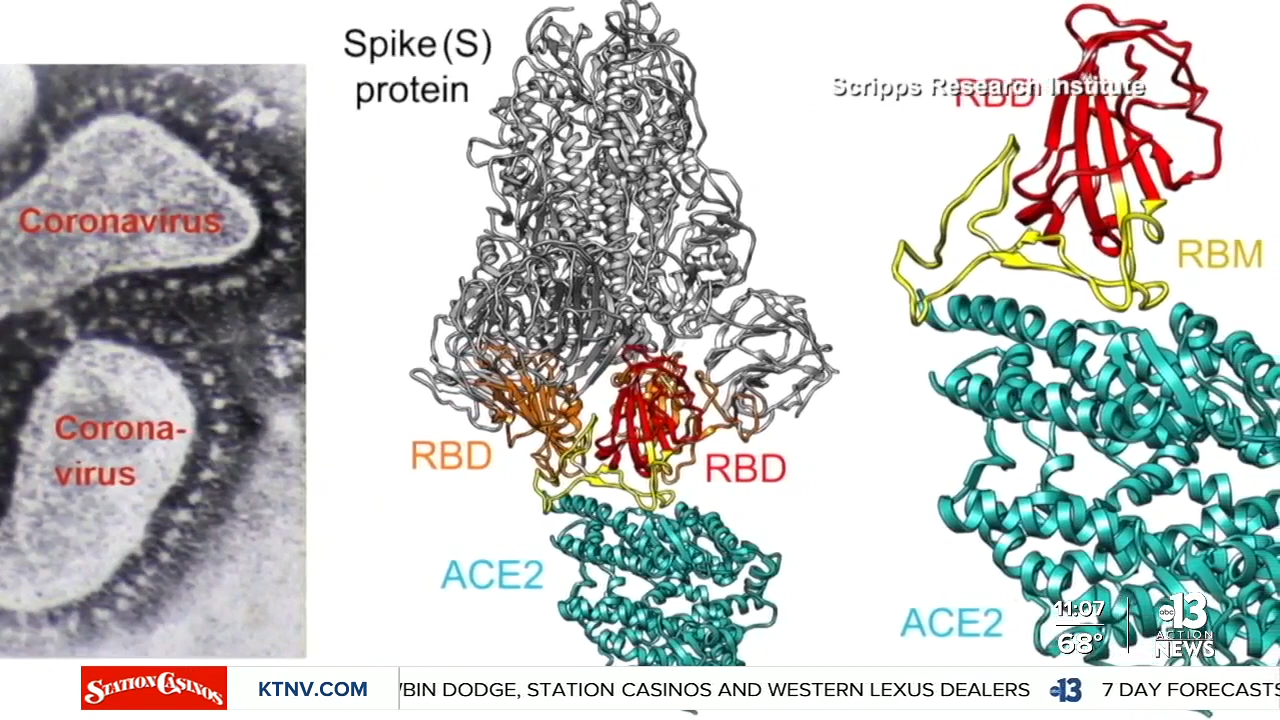 Spike (S)
protein
Scripps Research Institute
RBD
Coronavirus
Corona-
virus
RBM
RBD
RBD
ACE2
ACE2
11:07
68°
abc 13
ACTION
NEWS
STATION CASINOS
KTNV.COM
BIN DODGE, STATION CASINOS AND WESTERN LEXUS DEALERS
13
7 DAY FORECASTS